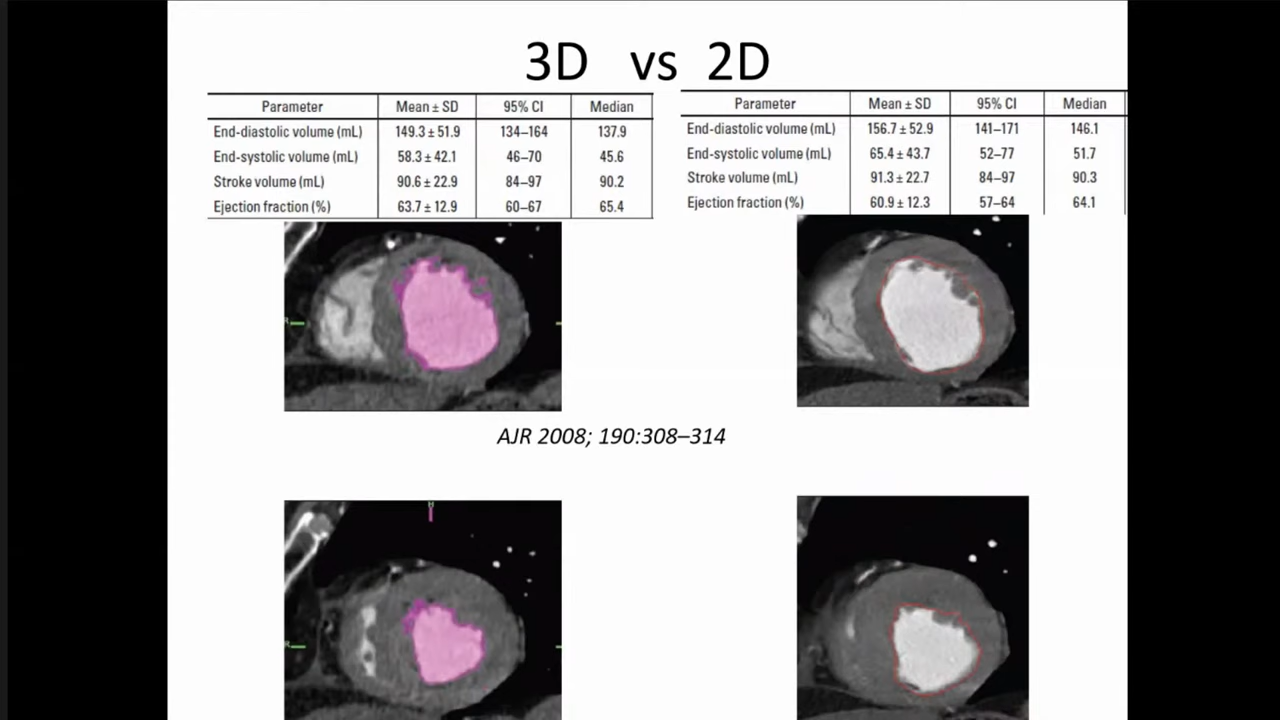 3D vs 2D
Parameter Mean ± SD 95% CI Median
End-diastolic volume (mL) 149.3 ± 51.9 134–164 137.9
End-systolic volume (mL) 58.3 ± 42.1 46–70 45.6
Stroke volume (mL) 90.6 ± 22.9 84–97 90.2
Ejection fraction (%) 63.7 ± 12.9 60–67 65.4
Parameter Mean ± SD 95% CI Median
End-diastolic volume (mL) 156.7 ± 52.9 141–171 146.1
End-systolic volume (mL) 65.4 ± 43.7 52–77 51.7
Stroke volume (mL) 91.3 ± 22.7 84–97 90.3
Ejection fraction (%) 60.9 ± 12.3 57–64 64.1
AJR 2008; 190:308–314